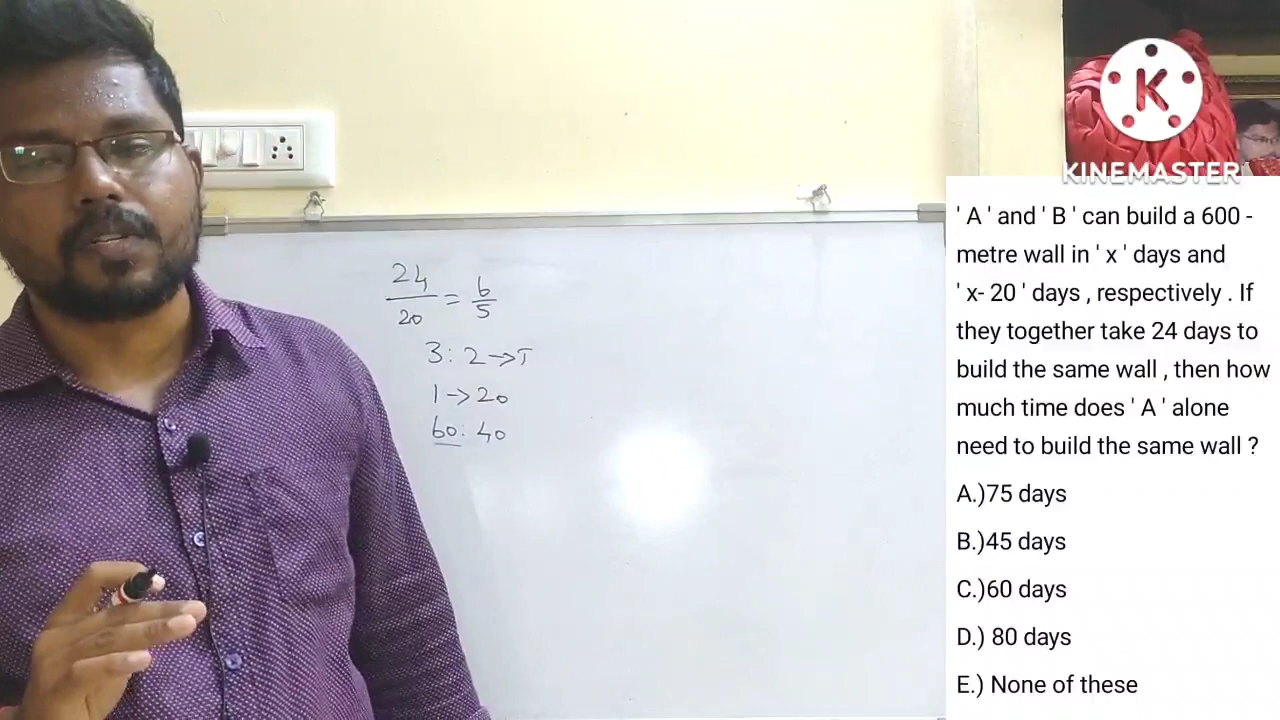 24/20 = 6/5
3 : 2 → T
1 → 20
60 : 40
K
KINEMASTER
' A ' and ' B ' can build a 600 -
metre wall in ' x ' days and
' x- 20 ' days , respectively . If
they together take 24 days to
build the same wall , then how
much time does ' A ' alone
need to build the same wall ?
A.)75 days
B.)45 days
C.)60 days
D.) 80 days
E.) None of these